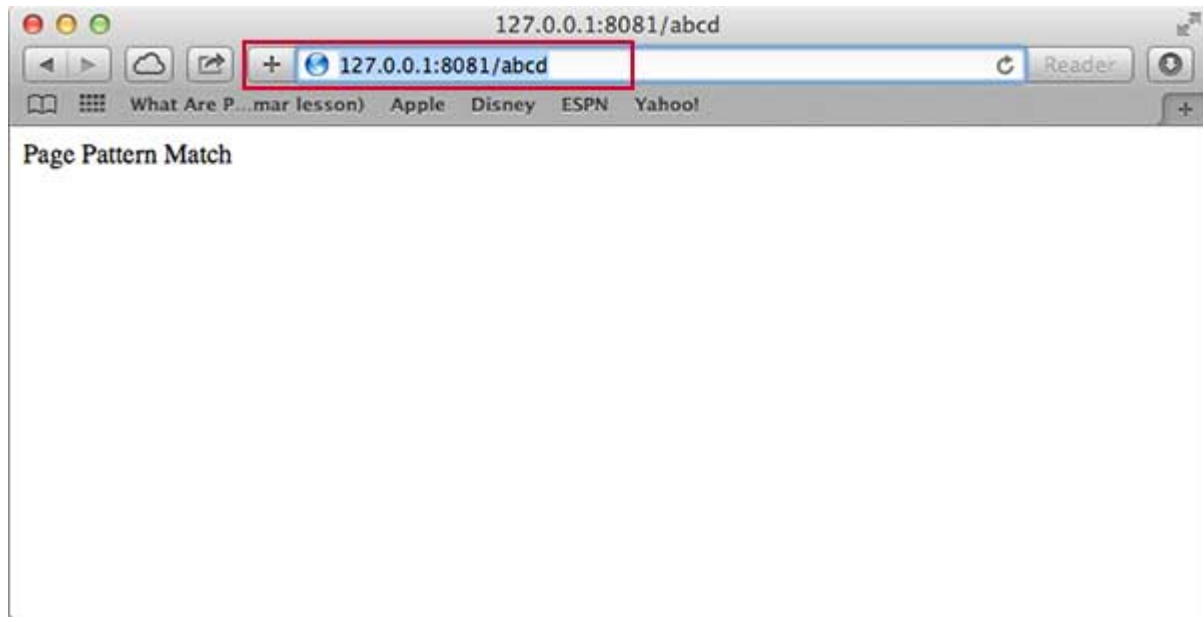 127.0.0.1:8081/abcd
127.0.0.1:8081/abcd Reader
What Are P...mar lesson) Apple Disney ESPN Yahoo!
Page Pattern Match